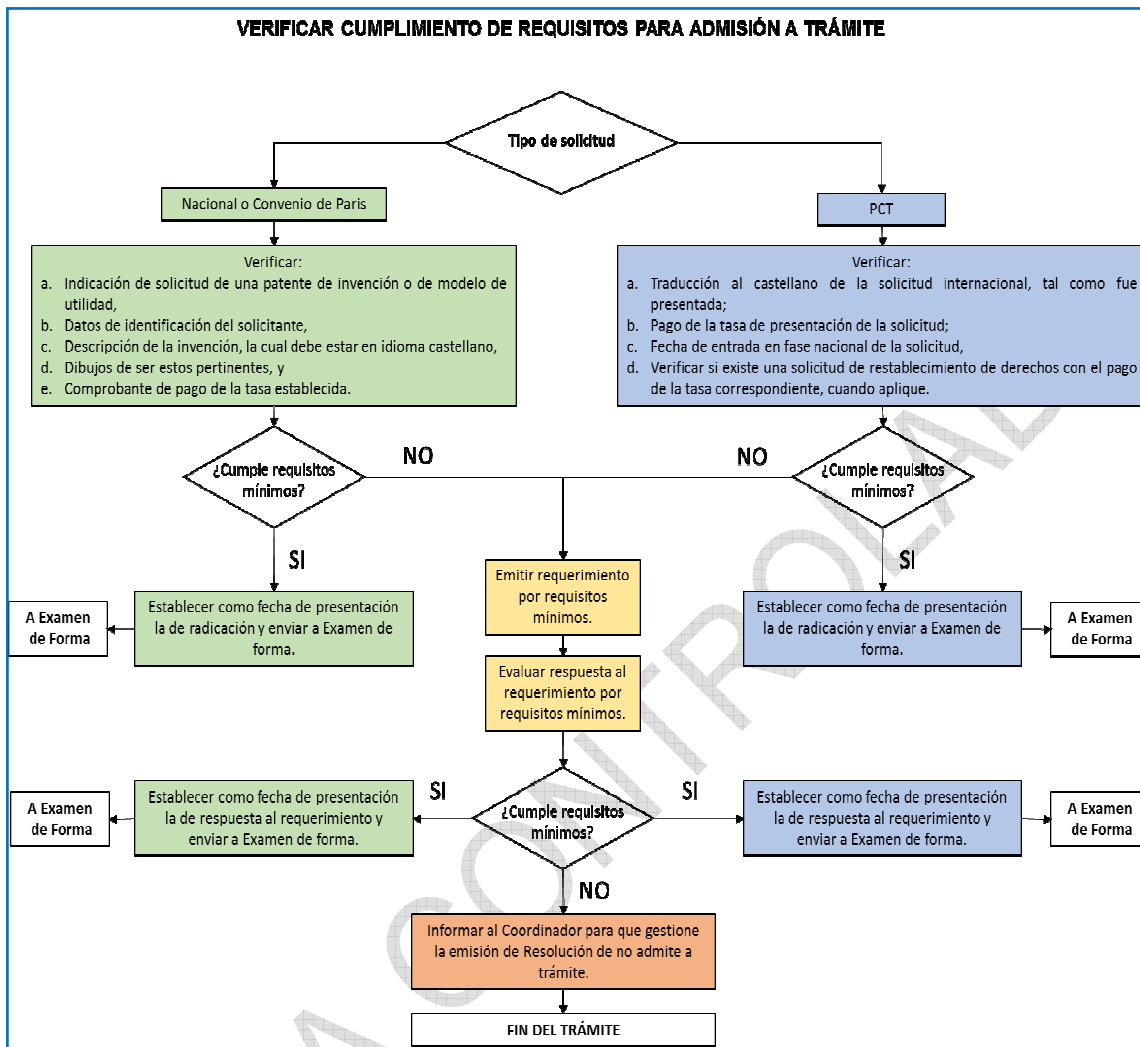 VERIFICAR CUMPLIMIENTO DE REQUISITOS PARA ADMISIÓN A TRÁMITE
Tipo de solicitud
Nacional o Convenio de Paris
PCT
Verificar:
a. Indicación de solicitud de una patente de invención o de modelo de
utilidad,
b. Datos de identificación del solicitante,
c. Descripción de la invención, la cual debe estar en idioma castellano,
d. Dibujos de ser estos pertinentes, y
e. Comprobante de pago de la tasa establecida.
Verificar:
a. Traducción al castellano de la solicitud internacional, tal como fue
presentada;
b. Pago de la tasa de presentación de la solicitud;
c. Fecha de entrada en fase nacional de la solicitud,
d. Verificar si existe una solicitud de restablecimiento de derechos con el pago
de la tasa correspondiente, cuando aplique.
¿Cumple requisitos
mínimos?
NO
NO
¿Cumple requisitos
mínimos?
SI
SI
Emitir requerimiento
por requisitos
mínimos.
A Examen
de Forma
Establecer como fecha de presentación
la de radicación y enviar a Examen de
forma.
Establecer como fecha de presentación
la de radicación y enviar a Examen de
forma.
A Examen
de Forma
Evaluar respuesta al
requerimiento por
requisitos mínimos.
A Examen
de Forma
Establecer como fecha de presentación
la de respuesta al requerimiento y
enviar a Examen de forma.
SI
¿Cumple requisitos
mínimos?
SI
Establecer como fecha de presentación
la de respuesta al requerimiento y
enviar a Examen de forma.
A Examen
de Forma
NO
Informar al Coordinador para que gestione
la emisión de Resolución de no admite a
trámite.
FIN DEL TRÁMITE
A CONTROLAD